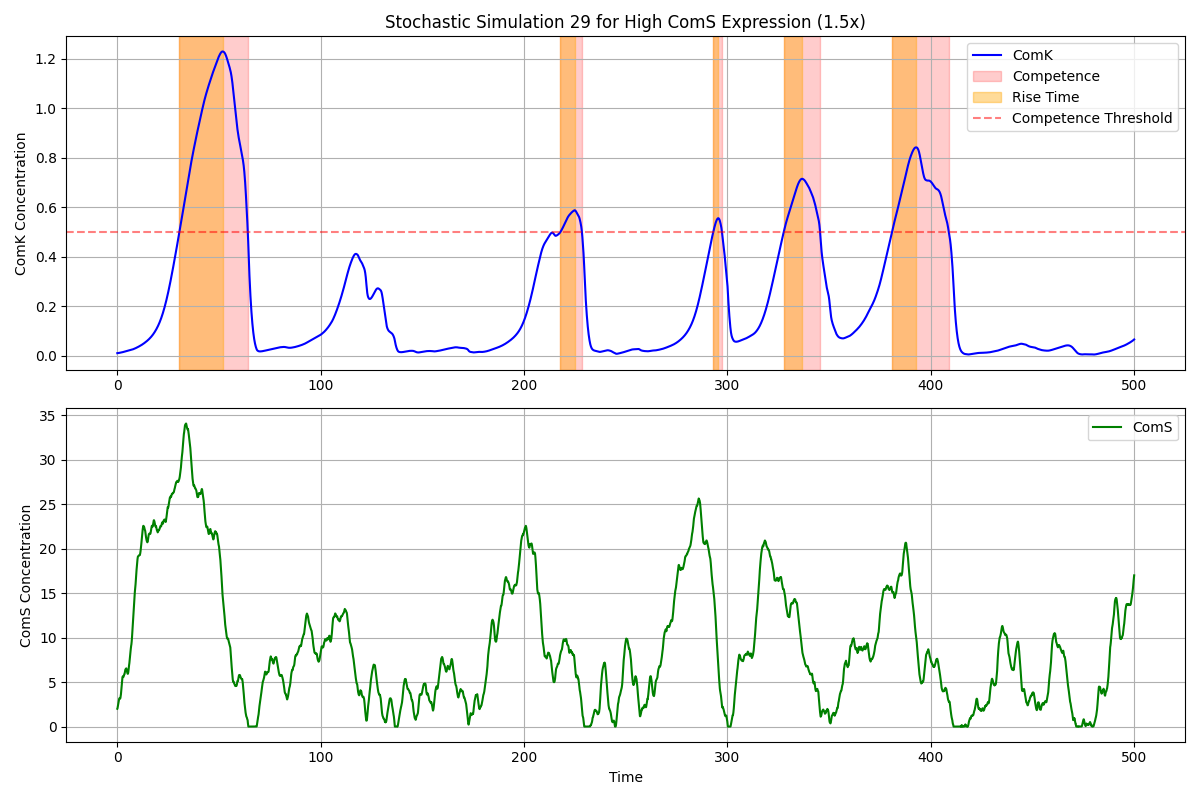 Stochastic Simulation 29 for High ComS Expression (1.5x)
ComK Concentration
1.2
1.0
0.8
0.6
0.4
0.2
0.0
ComK
Competence
Rise Time
Competence Threshold
0 100 200 300 400 500
ComS Concentration
35
30
25
20
15
10
5
0
ComS
0 100 200 300 400 500
Time